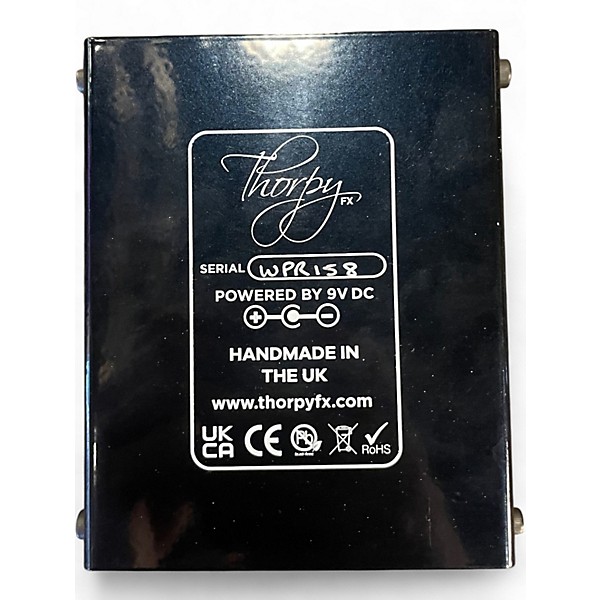 Thorpy FX
SERIAL WPR158
POWERED BY 9V DC
HANDMADE IN
THE UK
www.thorpyfx.com
UK CA CE Pb RoHS